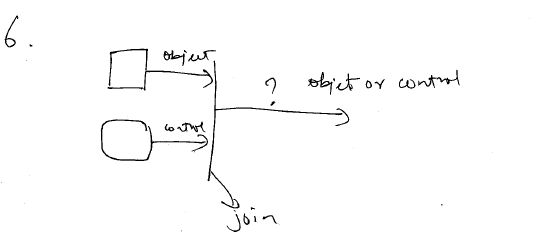 6.
object
? object or control
control
join